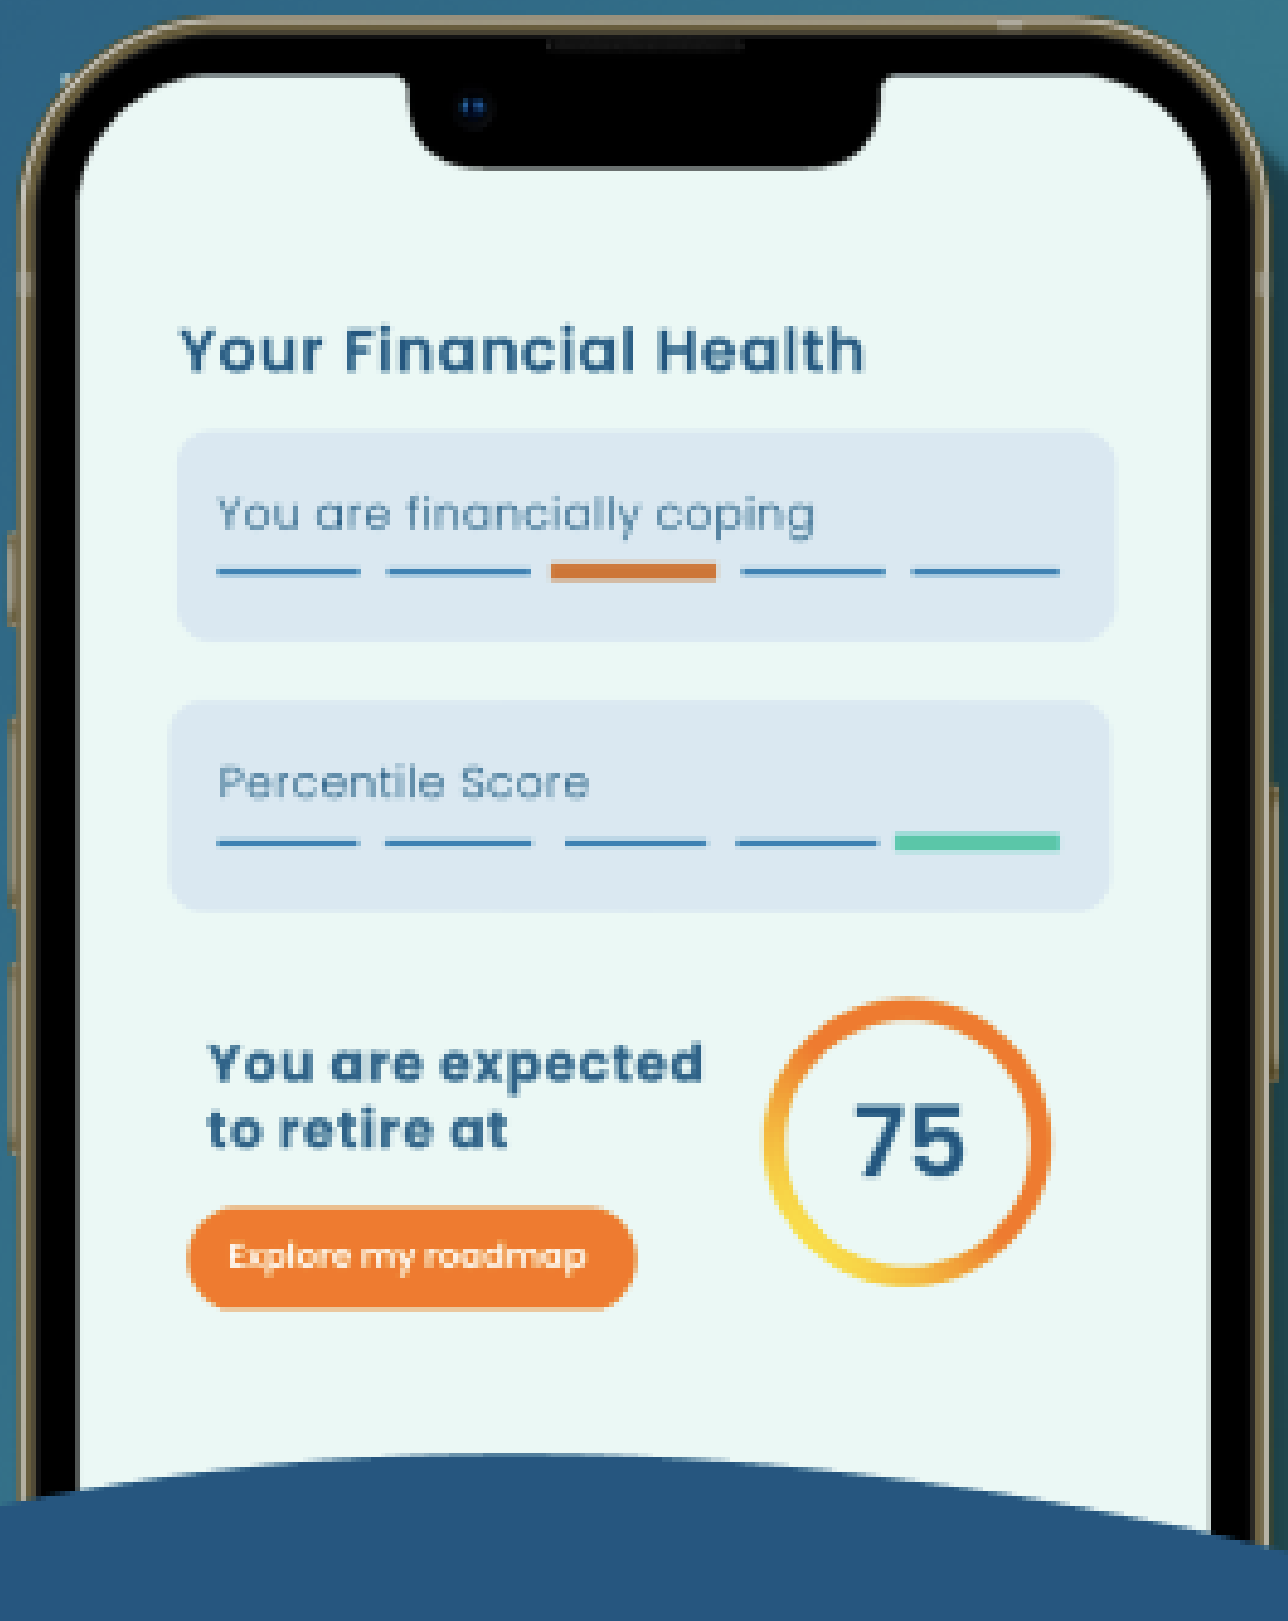 Your Financial Health
You are financially coping
Percentile Score
You are expected
to retire at
75
Explore my roadmap